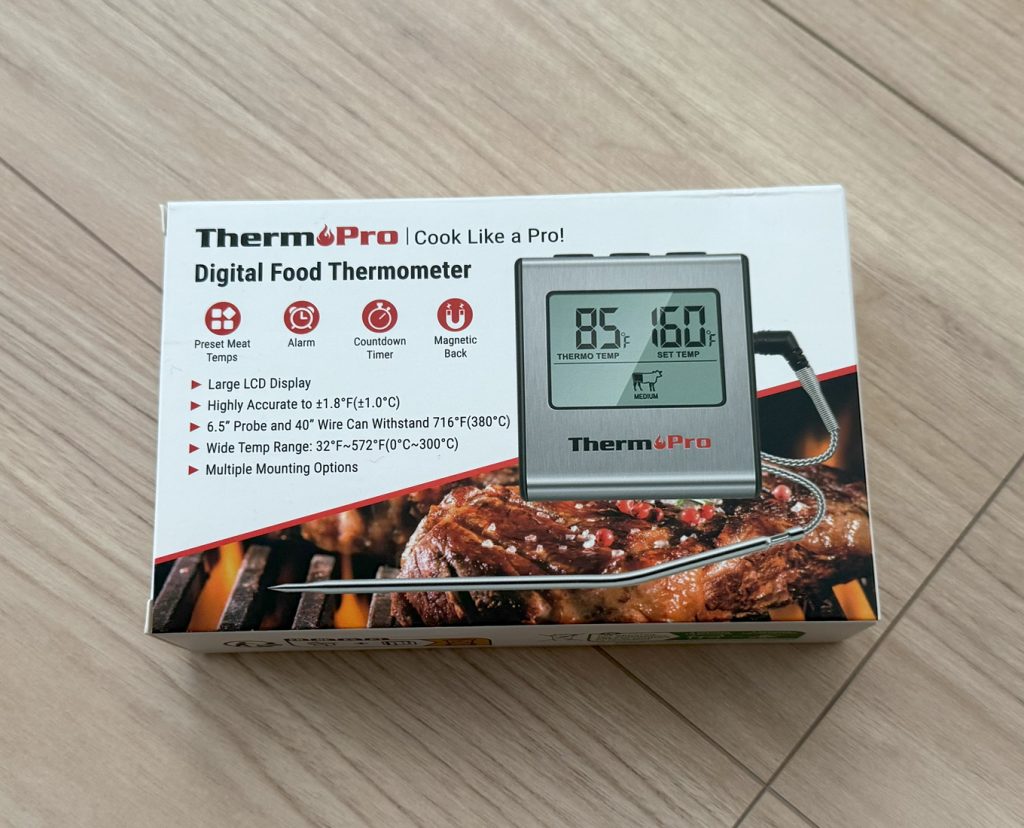 ThermoPro | Cook Like a Pro!
Digital Food Thermometer
Preset Meat
Temps
Alarm
Countdown
Timer
Magnetic
Back
Large LCD Display
Highly Accurate to ±1.8°F(±1.0°C)
6.5” Probe and 40” Wire Can Withstand 716°F(380°C)
Wide Temp Range: 32°F~572°F(0°C~300°C)
Multiple Mounting Options
85°F 160°F
THERMO TEMP SET TEMP
MEDIUM
ThermoPro